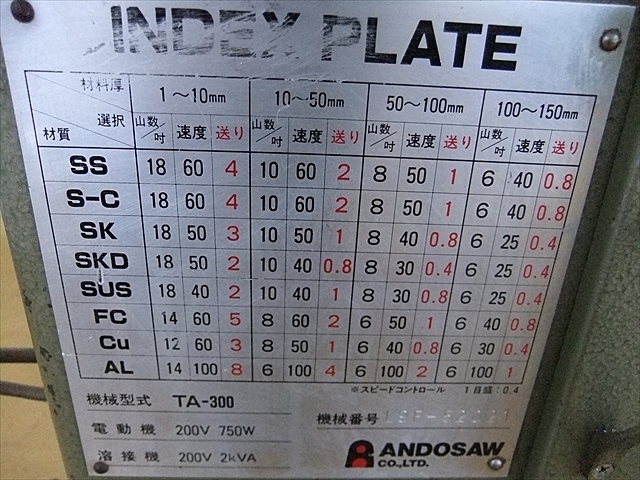 INDEX PLATE
材料厚 1～10mm 10～50mm 50～100mm 100～150mm
材質 選択 山数/吋 速度 送り 山数/吋 速度 送り 山数/吋 速度 送り 山数/吋 速度 送り
SS 18 60 4 10 60 2 8 50 1 6 40 0.8
S-C 18 60 4 10 60 2 8 50 1 6 40 0.8
SK 18 50 3 10 50 1 8 40 0.8 6 25 0.4
SKD 18 50 2 10 40 0.8 8 30 0.4 6 25 0.4
SUS 18 40 2 10 40 1 8 30 0.8 6 25 0.4
FC 14 60 5 8 60 2 6 50 1 6 40 0.8
Cu 12 60 3 8 50 1 6 40 0.8 6 30 0.4
AL 14 100 8 6 100 4 6 100 2 6 100 1
※スピードコントロール 1目盛：0.4
機械型式 TA-300
機械番号
電動機 200V 750W
溶接機 200V 2kVA
ANDOSAW
CO.,LTD.